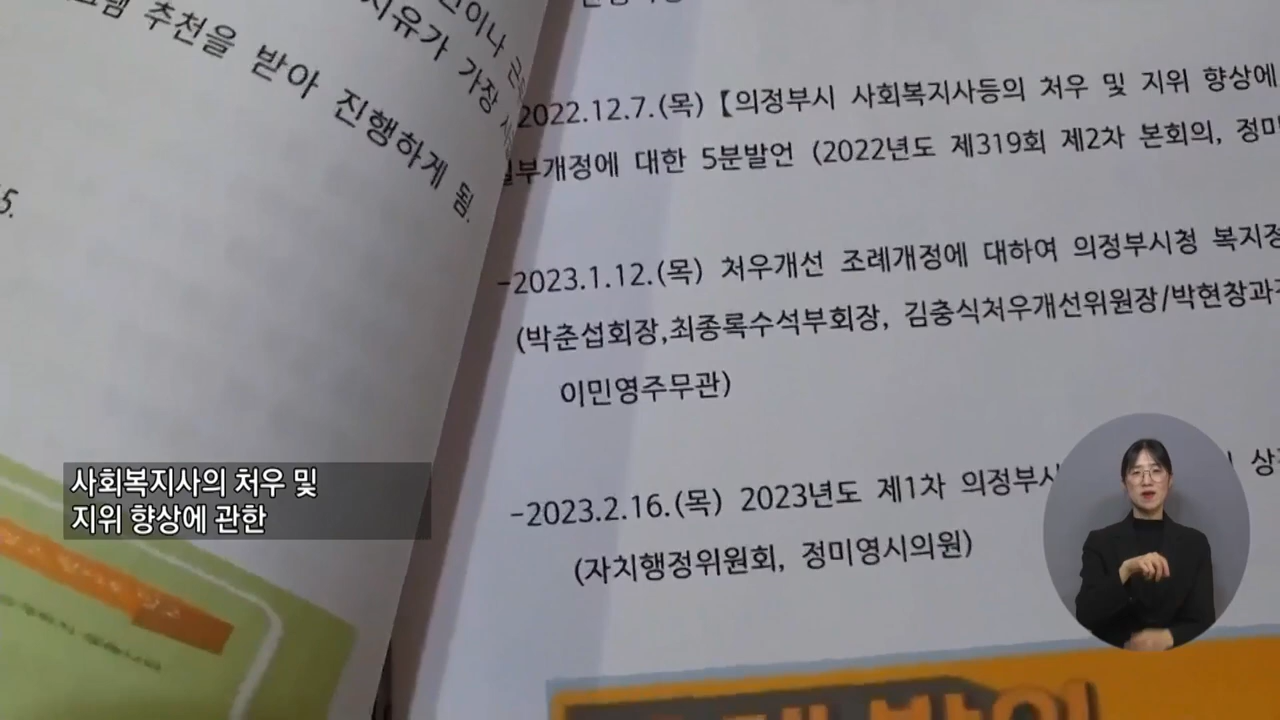 추천을 받아 진행하게 됨.
지유가 가장
5.
2022.12.7.(목) 【의정부시 사회복지사등의 처우 및 지위 향상에
일부개정에 대한 5분발언 (2022년도 제319회 제2차 본회의, 정미
-2023.1.12.(목) 처우개선 조례개정에 대하여 의정부시청
(박춘섭회장,최종록수석부회장, 김충식처우개선위원장/박현창과장
이민영주무관)
-2023.2.16.(목) 2023년도 제1차 의정부시
(자치행정위원회, 정미영시의원)
사회복지사의 처우 및
지위 향상에 관한